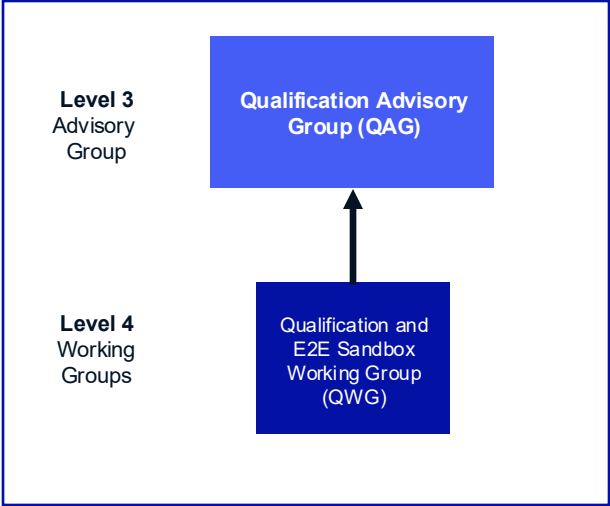 Level 3
Advisory
Group
Qualification Advisory
Group (QAG)
Level 4
Working
Groups
Qualification and
E2E Sandbox
Working Group
(QWG)